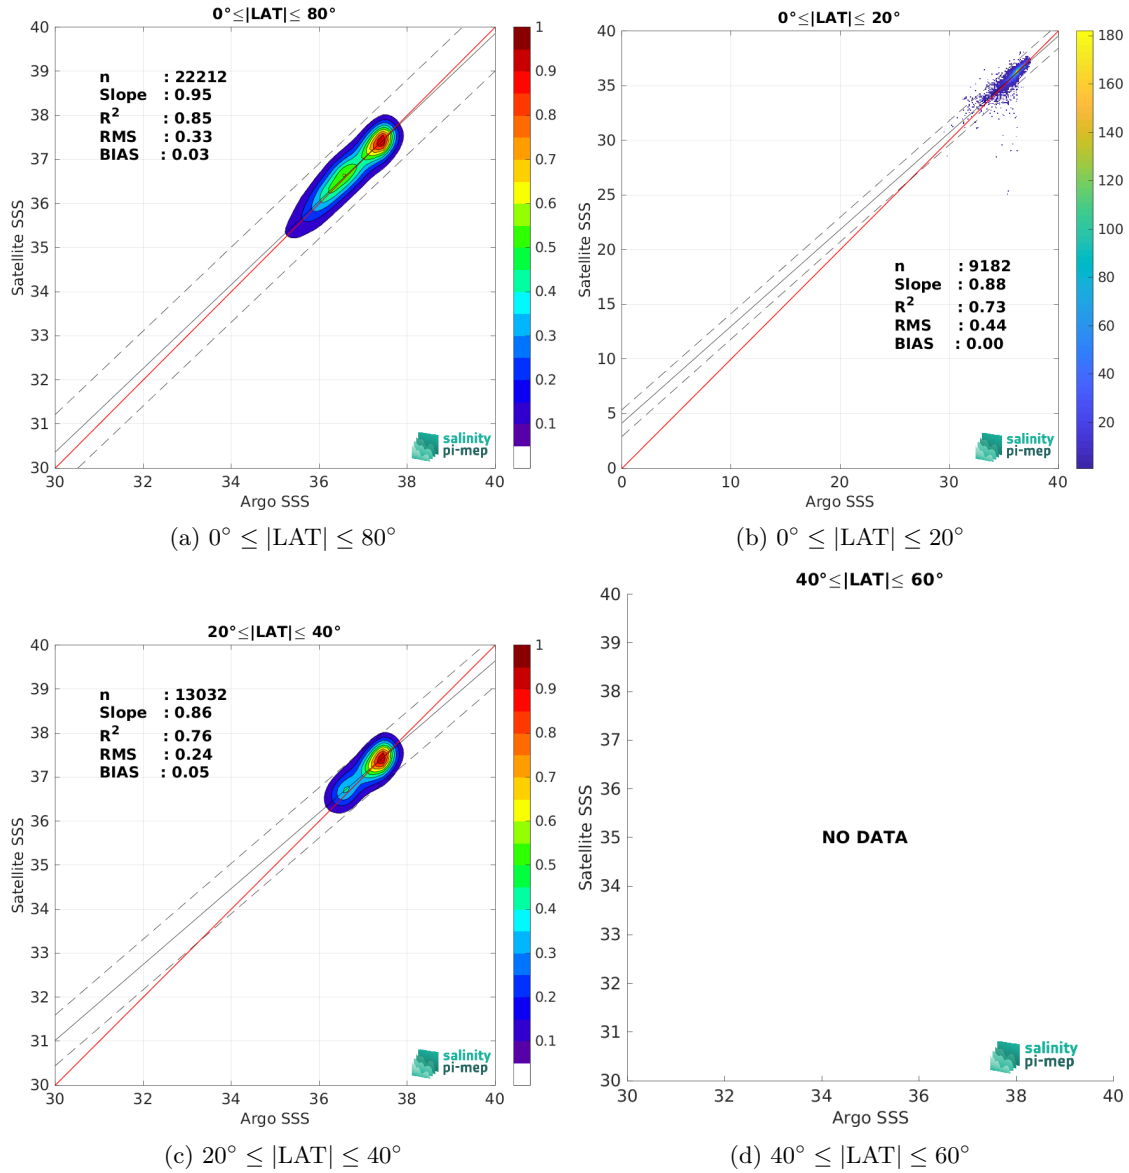 0°≤|LAT|≤ 80°
40
39
38
37
36
35
34
33
32
31
30
Satellite SSS
n : 22212
Slope : 0.95
R2 : 0.85
RMS : 0.33
BIAS : 0.03
salinity
pi-mep
30 32 34 36 38 40
Argo SSS
1
0.9
0.8
0.7
0.6
0.5
0.4
0.3
0.2
0.1
(a) 0° ≤ |LAT| ≤ 80°
0°≤|LAT|≤ 20°
40
35
30
25
20
15
10
5
0
Satellite SSS
n : 9182
Slope : 0.88
R2 : 0.73
RMS : 0.44
BIAS : 0.00
salinity
pi-mep
0 10 20 30 40
Argo SSS
180
160
140
120
100
80
60
40
20
(b) 0° ≤ |LAT| ≤ 20°
20°≤|LAT|≤ 40°
40
39
38
37
36
35
34
33
32
31
30
Satellite SSS
n : 13032
Slope : 0.86
R2 : 0.76
RMS : 0.24
BIAS : 0.05
salinity
pi-mep
30 32 34 36 38 40
Argo SSS
1
0.9
0.8
0.7
0.6
0.5
0.4
0.3
0.2
0.1
(c) 20° ≤ |LAT| ≤ 40°
40°≤|LAT|≤ 60°
40
39
38
37
36
35
34
33
32
31
30
Satellite SSS
NO DATA
salinity
pi-mep
30 32 34 36 38 40
Argo SSS
(d) 40° ≤ |LAT| ≤ 60°